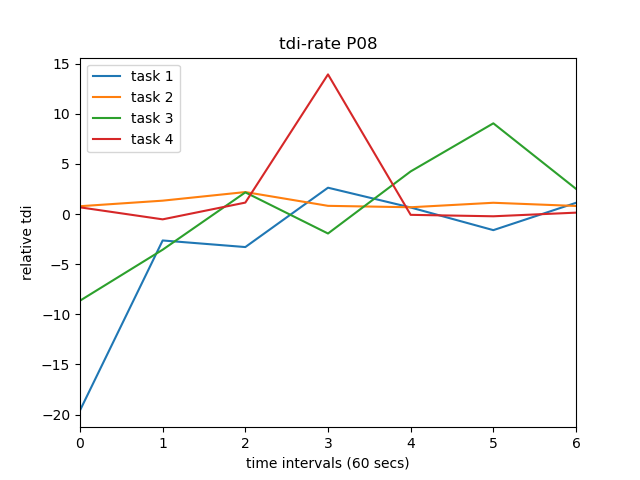 tdi-rate P08
task 1
task 2
task 3
task 4
15
10
5
0
−5
−10
−15
−20
relative tdi
0 1 2 3 4 5 6
time intervals (60 secs)